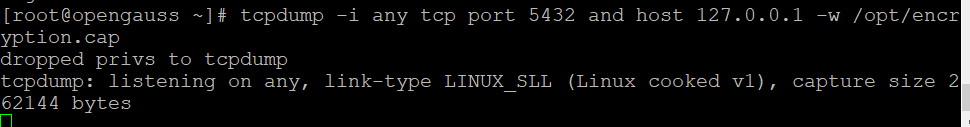 [root@opengauss ~]# tcpdump -i any tcp port 5432 and host 127.0.0.1 -w /opt/encr
yption.cap
dropped privs to tcpdump
tcpdump: listening on any, link-type LINUX_SLL (Linux cooked v1), capture size 2
62144 bytes